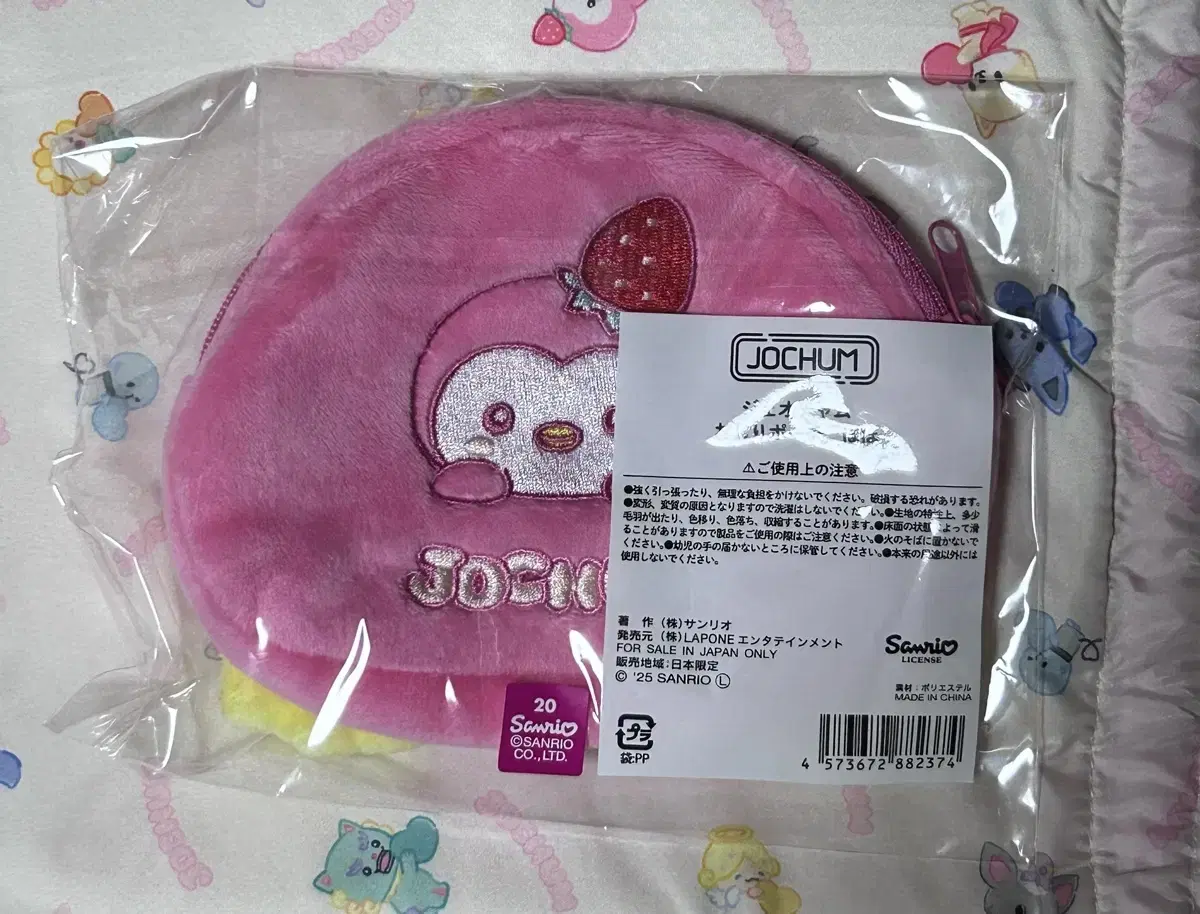 JOCHUM
⚠ご使用上の注意
●強く引っ張ったり、無理な負担をかけないでください。破損する恐れがあります。
●変形、変質の原因となりますので洗濯はしないでください。●生地の特性上、多少
毛羽が出たり、色移り、色落ち、収縮することがあります。●床面の状態によって滑
ることがありますので製品をご使用の際はご注意ください。●火のそばに置かないで
ください。●幼児の手の届かないところに保管してください。●本来の用途以外には
使用しないでください。
JOCH
著 作 (株)サンリオ
発売元 (株)LAPONEエンタテインメント
FOR SALE IN JAPAN ONLY
販売地域:日本限定
© '25 SANRIO Ⓛ
Sanrio
LICENSE
素材:ポリエステル
MADE IN CHINA
プラ
袋:PP
4 573672 882374
20
Sanrio
©SANRIO
CO.,LTD.